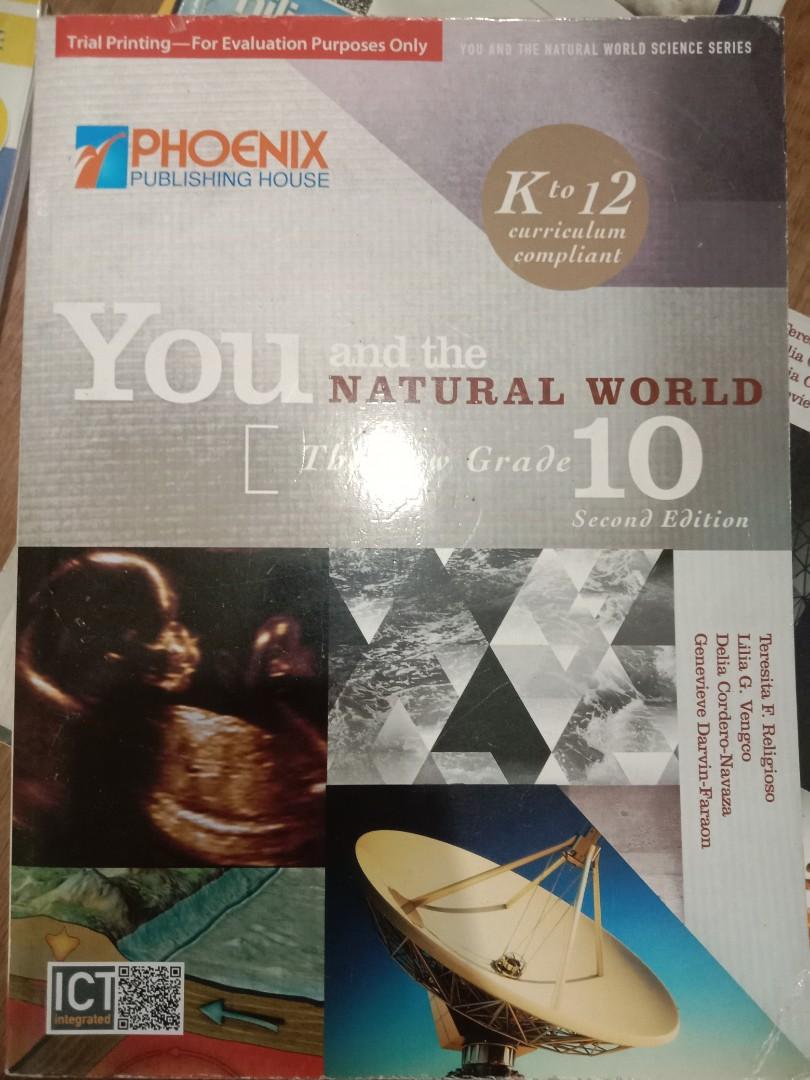 Trial Printing—For Evaluation Purposes Only
YOU AND THE NATURAL WORLD SCIENCE SERIES
PHOENIX
PUBLISHING HOUSE
K to 12
curriculum
compliant
You and the
NATURAL WORLD
Grade 10
Second Edition
Teresita F. Religioso
Lilia G. Vengco
Delia Cordero-Navaza
Genevieve Darvin-Faraon
ICT
integrated